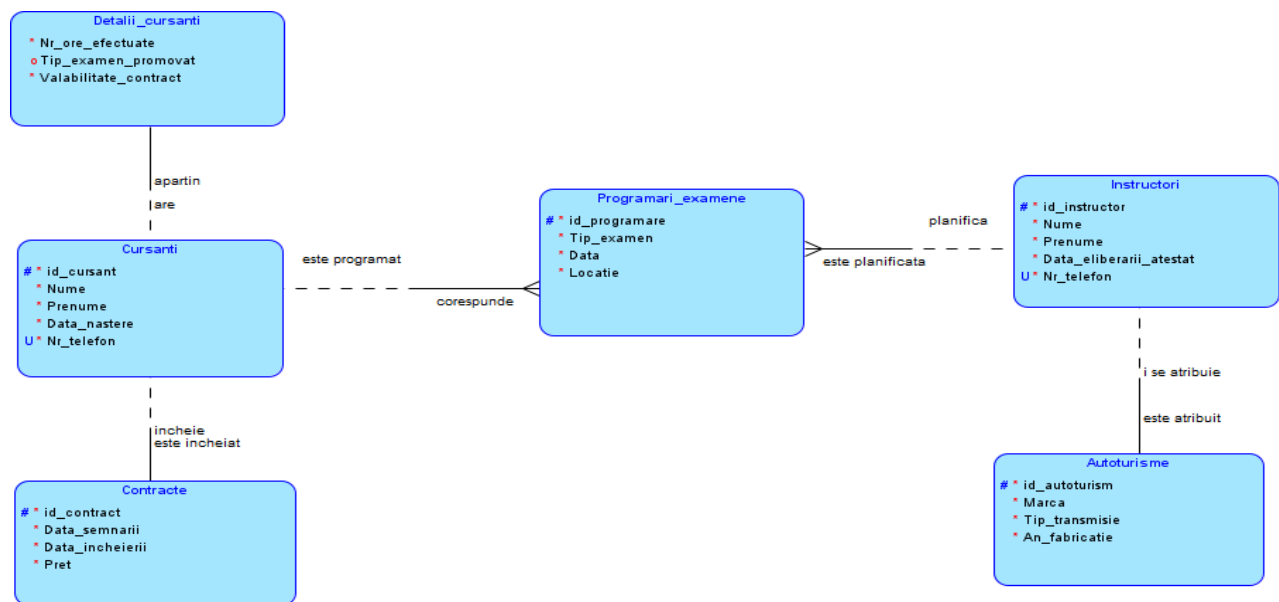 Detalii_cursanti
* Nr_ore_efectuate
o Tip_examen_promovat
* Valabilitate_contract
apartin
are
Cursanti
# * id_cursant
* Nume
* Prenume
* Data_nastere
U * Nr_telefon
este programat
corespunde
Programari_examene
# * id_programare
* Tip_examen
* Data
* Locatie
planifica
este planificata
Instructori
# * id_instructor
* Nume
* Prenume
* Data_eliberarii_atestat
U * Nr_telefon
i se atribuie
este atribuit
incheie
este incheiat
Contracte
# * id_contract
* Data_semnarii
* Data_incheierii
* Pret
Autoturisme
# * id_autoturism
* Marca
* Tip_transmisie
* An_fabricatie